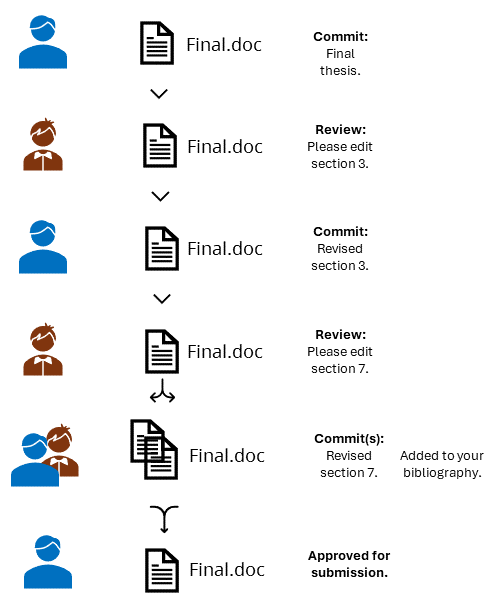 Final.doc
Commit:
Final
thesis.
Final.doc
Review:
Please edit
section 3.
Final.doc
Commit:
Revised
section 3.
Final.doc
Review:
Please edit
section 7.
Final.doc
Commit(s):
Revised
section 7.
Added to your
bibliography.
Final.doc
Approved for
submission.